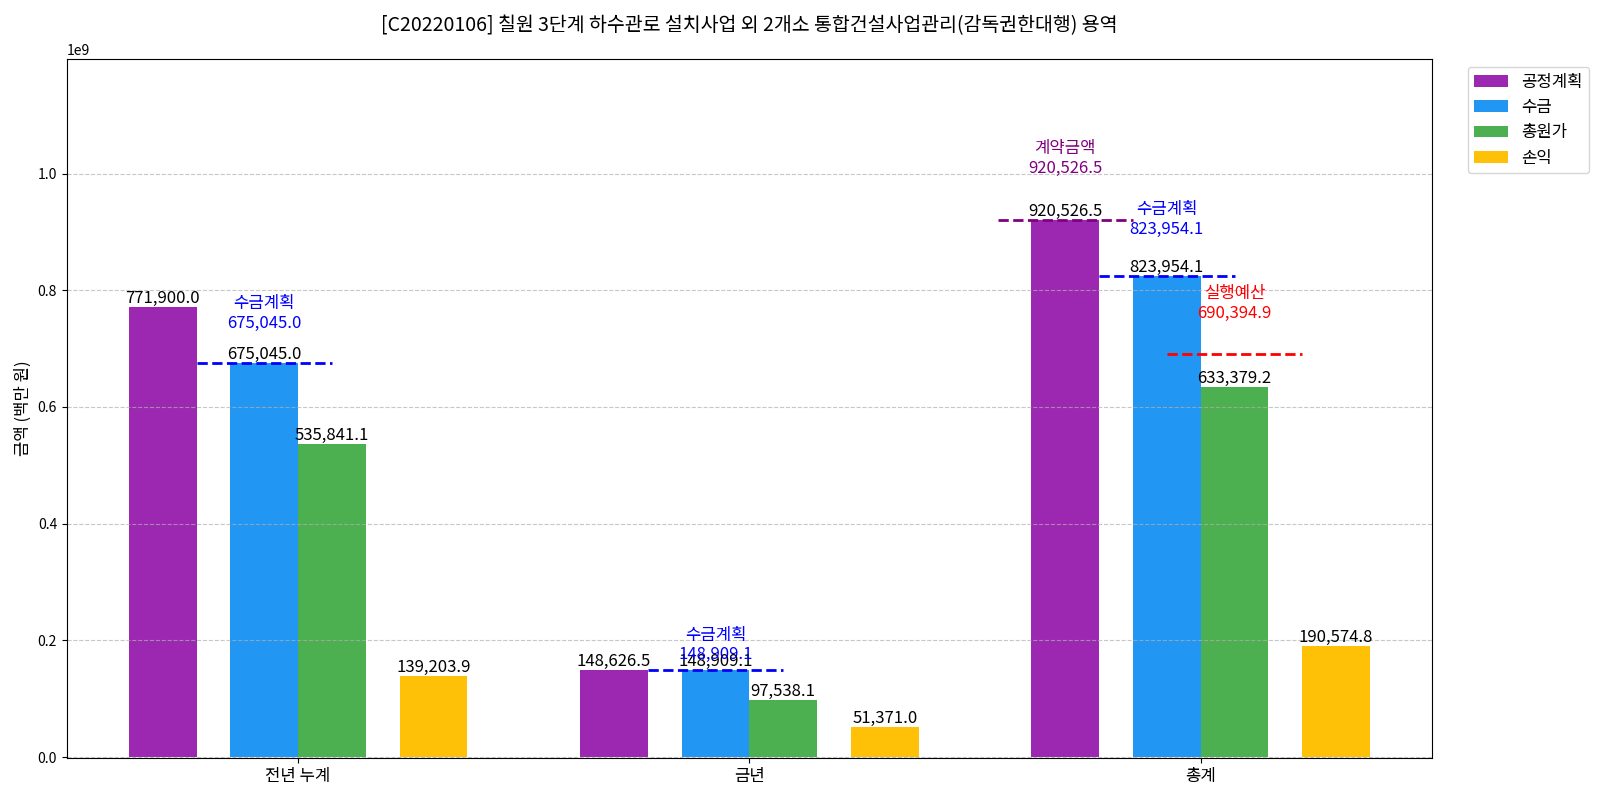 [C20220106] 칠원 3단계 하수관로 설치사업 외 2개소 통합건설사업관리(감독권한대행) 용역
1e9
공정계획
수금
총원가
손익
금액 (백만 원)
1.0
0.8
0.6
0.4
0.2
0.0
771,900.0
수금계획
675,045.0
675,045.0
535,841.1
139,203.9
148,626.5
수금계획
148,909.1
148,909.1
97,538.1
51,371.0
계약금액
920,526.5
920,526.5
수금계획
823,954.1
823,954.1
실행예산
690,394.9
633,379.2
190,574.8
전년 누계
금년
총계